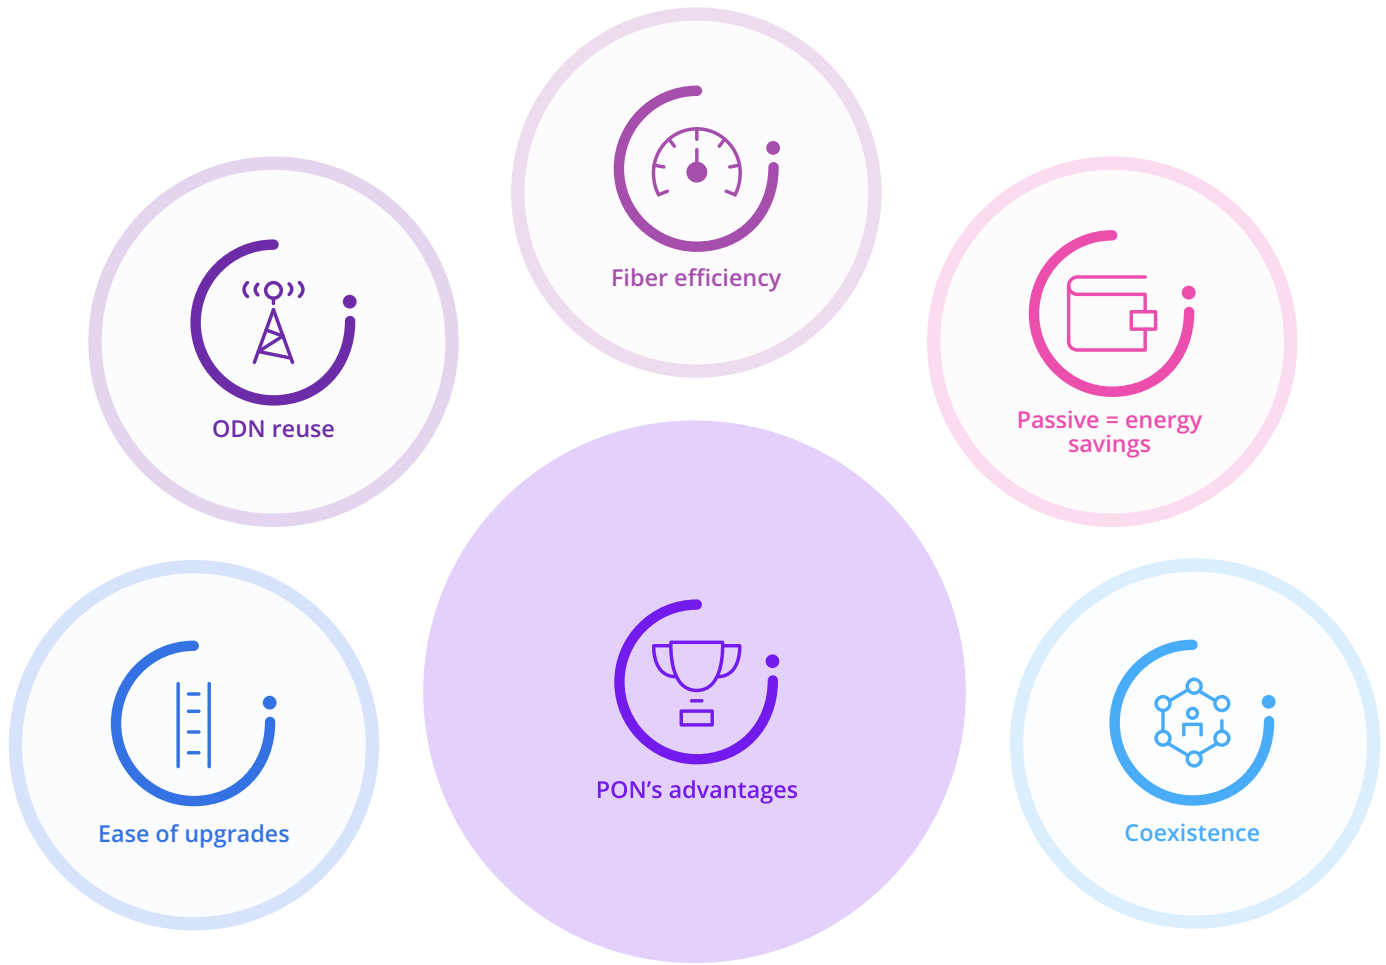 Fiber efficiency
ODN reuse
Passive = energy
savings
PON’s advantages
Ease of upgrades
Coexistence